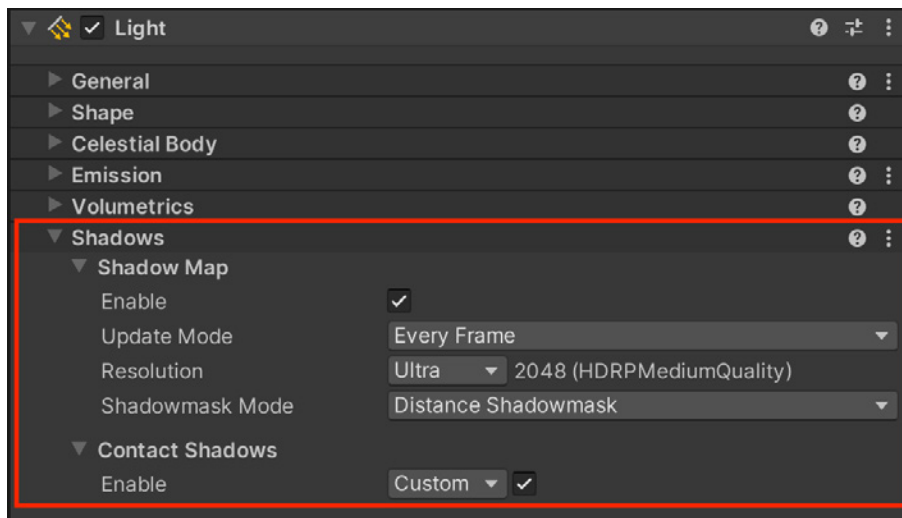 Light
General
Shape
Celestial Body
Emission
Volumetrics
Shadows
Shadow Map
Enable
Update Mode Every Frame
Resolution Ultra 2048 (HDRPMediumQuality)
Shadowmask Mode Distance Shadowmask
Contact Shadows
Enable Custom